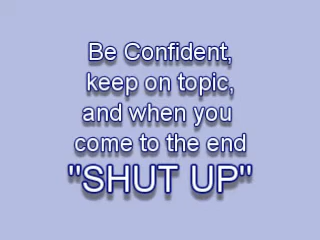 Be Confident,
keep on topic,
and when you
come to the end
"SHUT UP"